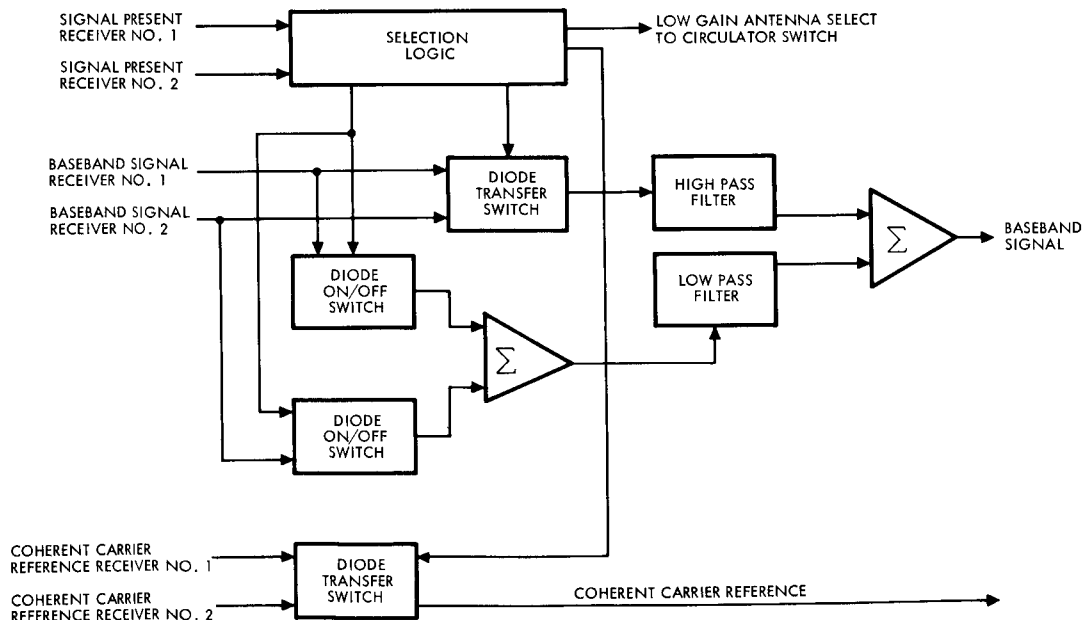 SIGNAL PRESENT
RECEIVER NO. 1
SIGNAL PRESENT
RECEIVER NO. 2
SELECTION
LOGIC
LOW GAIN ANTENNA SELECT
TO CIRCULATOR SWITCH
BASEBAND SIGNAL
RECEIVER NO. 1
BASEBAND SIGNAL
RECEIVER NO. 2
DIODE
TRANSFER
SWITCH
HIGH PASS
FILTER
LOW PASS
FILTER
Σ
BASEBAND
SIGNAL
DIODE
ON/OFF
SWITCH
Σ
DIODE
ON/OFF
SWITCH
COHERENT CARRIER
REFERENCE RECEIVER NO. 1
COHERENT CARRIER
REFERENCE RECEIVER NO. 2
DIODE
TRANSFER
SWITCH
COHERENT CARRIER REFERENCE